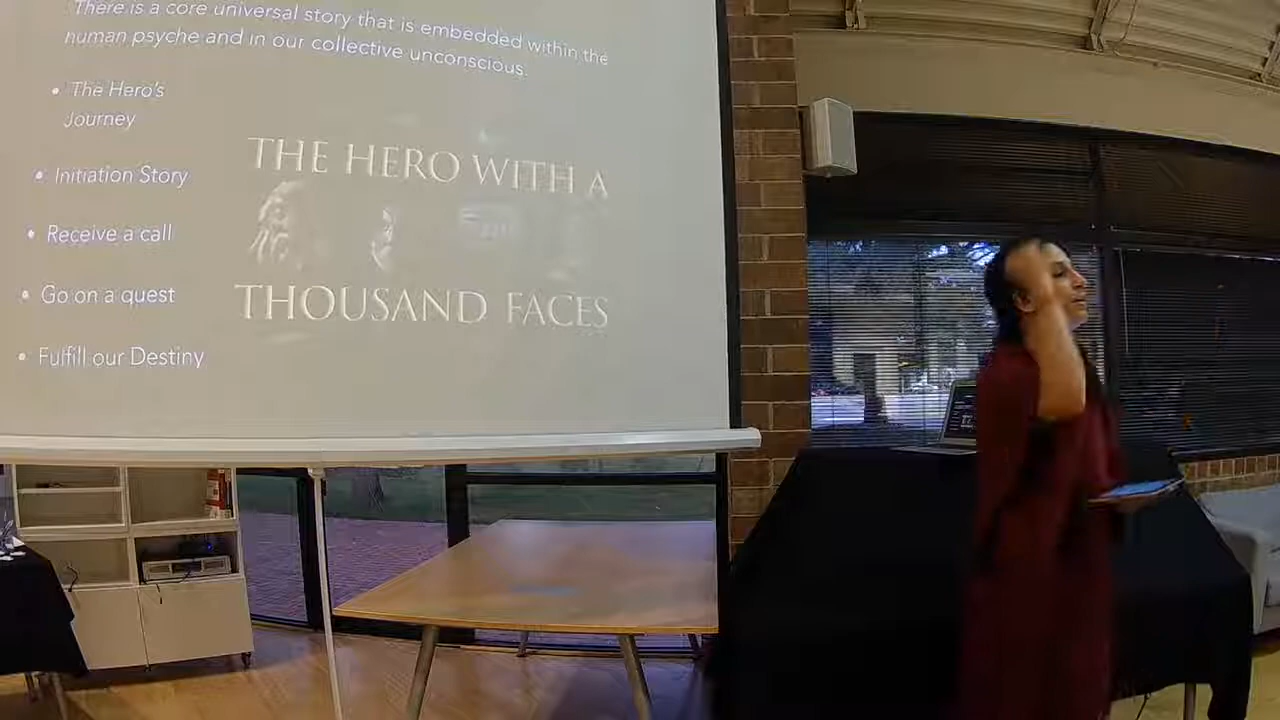 There is a core universal story that is embedded within the
human psyche and in our collective unconscious.
• The Hero's
Journey
• Initiation Story
• Receive a call
• Go on a quest
• Fulfill our Destiny
THE HERO WITH A
THOUSAND FACES